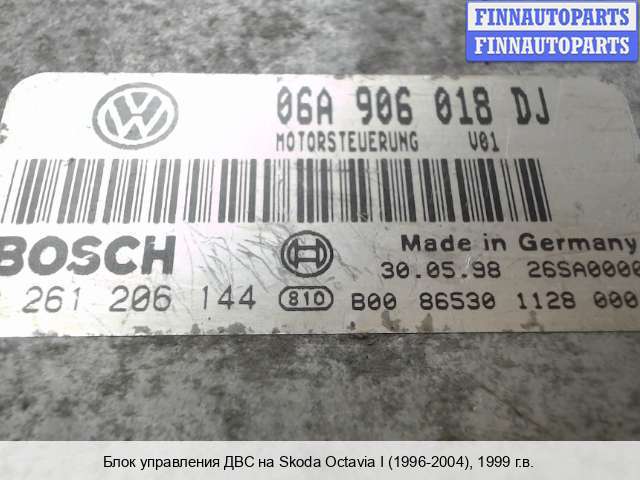 FINNAUTOPARTS
FINNAUTOPARTS
06A 906 018 DJ
MOTORSTEUERUNG V01
BOSCH
Made in Germany
30.05.98 26SA0000
261 206 144 810 B00 86530 1128 000
Блок управления ДВС на Skoda Octavia I (1996-2004), 1999 г.в.